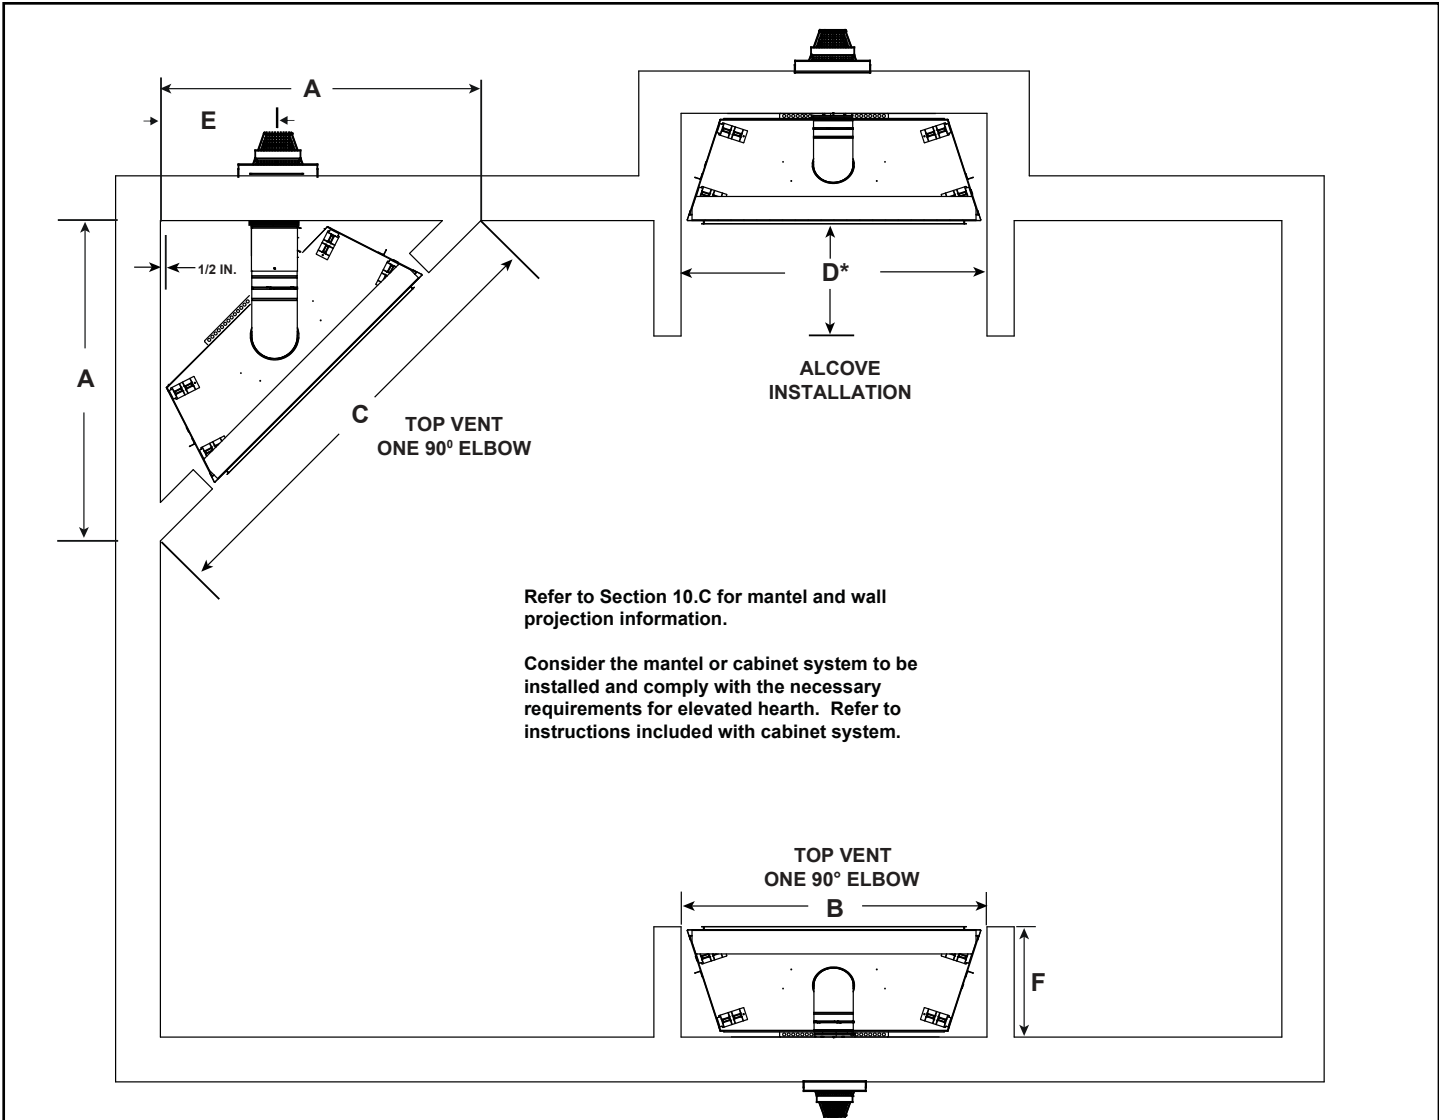 A
E
1/2 IN.
A
C
TOP VENT
ONE 90⁰ ELBOW
D*
ALCOVE
INSTALLATION
Refer to Section 10.C for mantel and wall
projection information.
Consider the mantel or cabinet system to be
installed and comply with the necessary
requirements for elevated hearth.  Refer to
instructions included with cabinet system.
TOP VENT
ONE 90° ELBOW
B
F